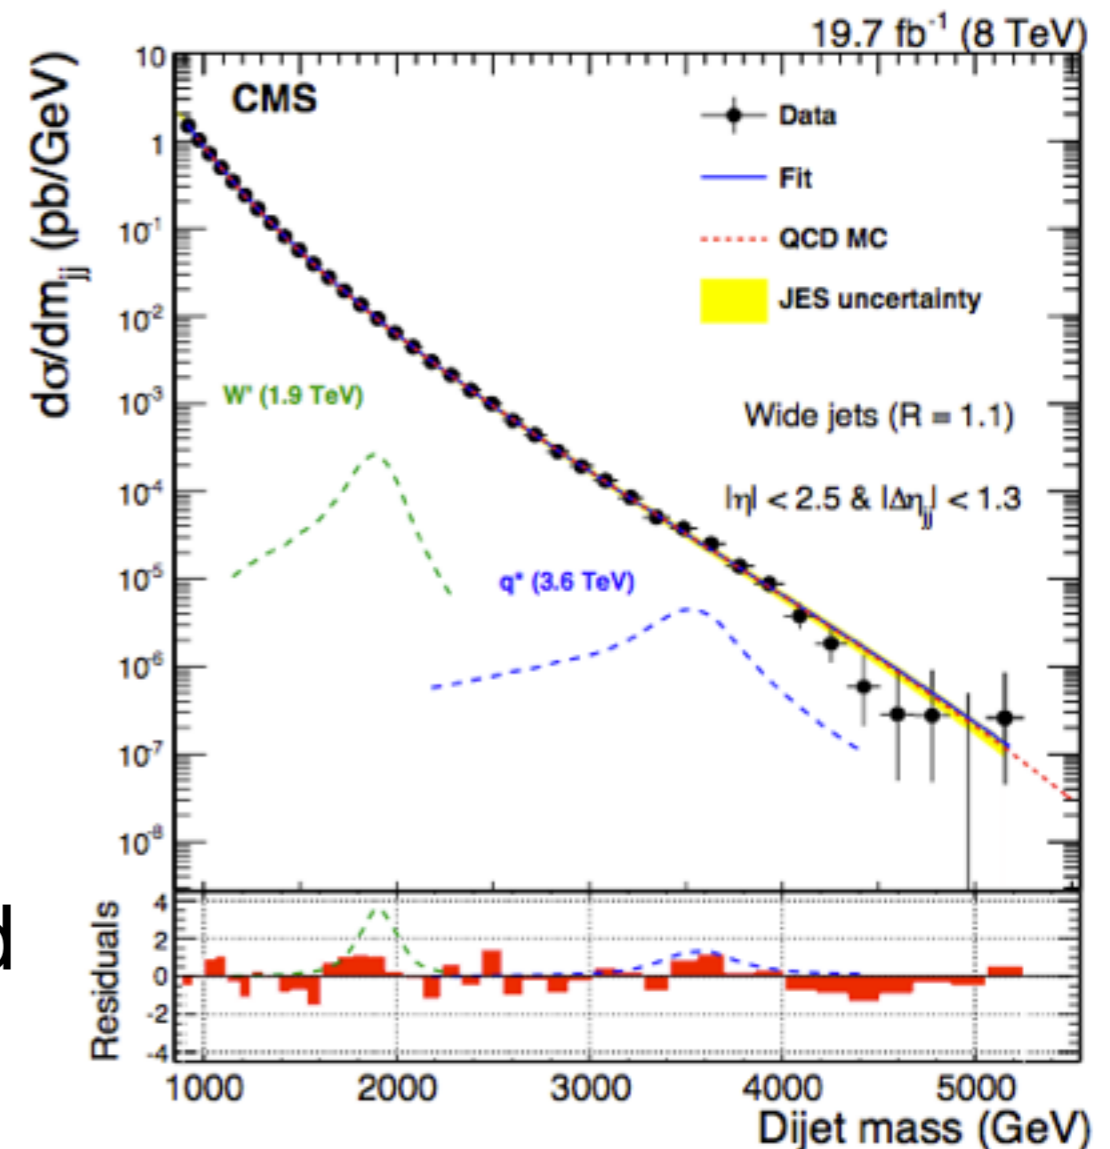 19.7 fb⁻¹ (8 TeV)
CMS
Data
Fit
QCD MC
JES uncertainty
Wide jets (R = 1.1)
|η| < 2.5 & |Δηjj| < 1.3
W' (1.9 TeV)
q* (3.6 TeV)
dσ/dmjj (pb/GeV)
10
1
10⁻¹
10⁻²
10⁻³
10⁻⁴
10⁻⁵
10⁻⁶
10⁻⁷
10⁻⁸
d
Residuals
4
2
0
-2
-4
1000 2000 3000 4000 5000
Dijet mass (GeV)